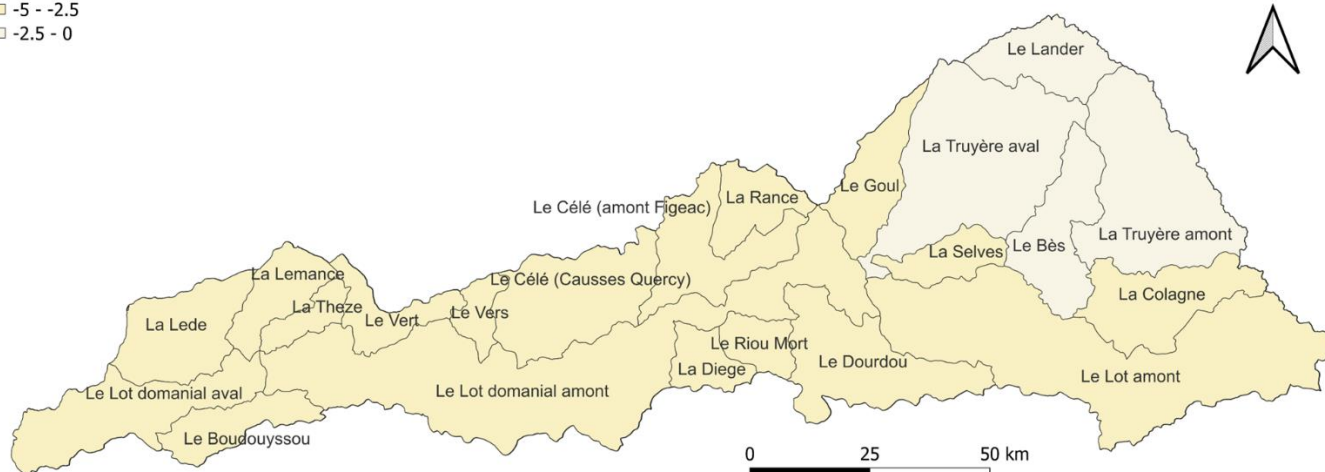 -5 - -2.5
-2.5 - 0
Le Lander
La Truyère aval
Le Goul
La Rance
Le Célé (amont Figeac)
La Truyère amont
Le Bès
La Selves
La Lemance
Le Célé (Causses Quercy)
La Colagne
La Theze
Le Vers
Le Vert
La Lede
Le Riou Mort
Le Dourdou
La Diege
Le Lot amont
Le Lot domanial aval
Le Lot domanial amont
Le Boudouyssou
0 25 50 km